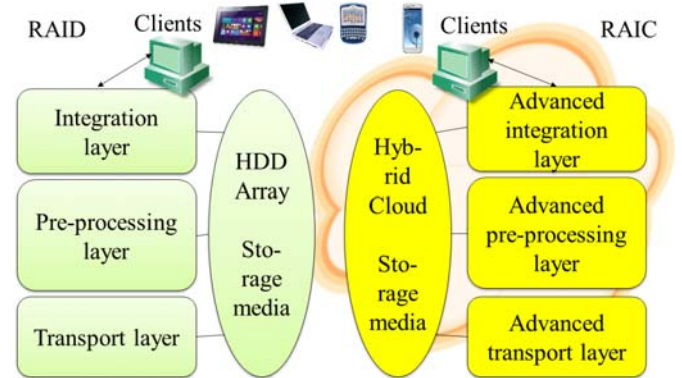 RAID
Clients
Clients
RAIC
Integration
layer
Pre-processing
layer
Transport layer
HDD
Array
Sto-
rage
media
Hyb-
rid
Cloud
Sto-
rage
media
Advanced
integration
layer
Advanced
pre-processing
layer
Advanced
transport layer